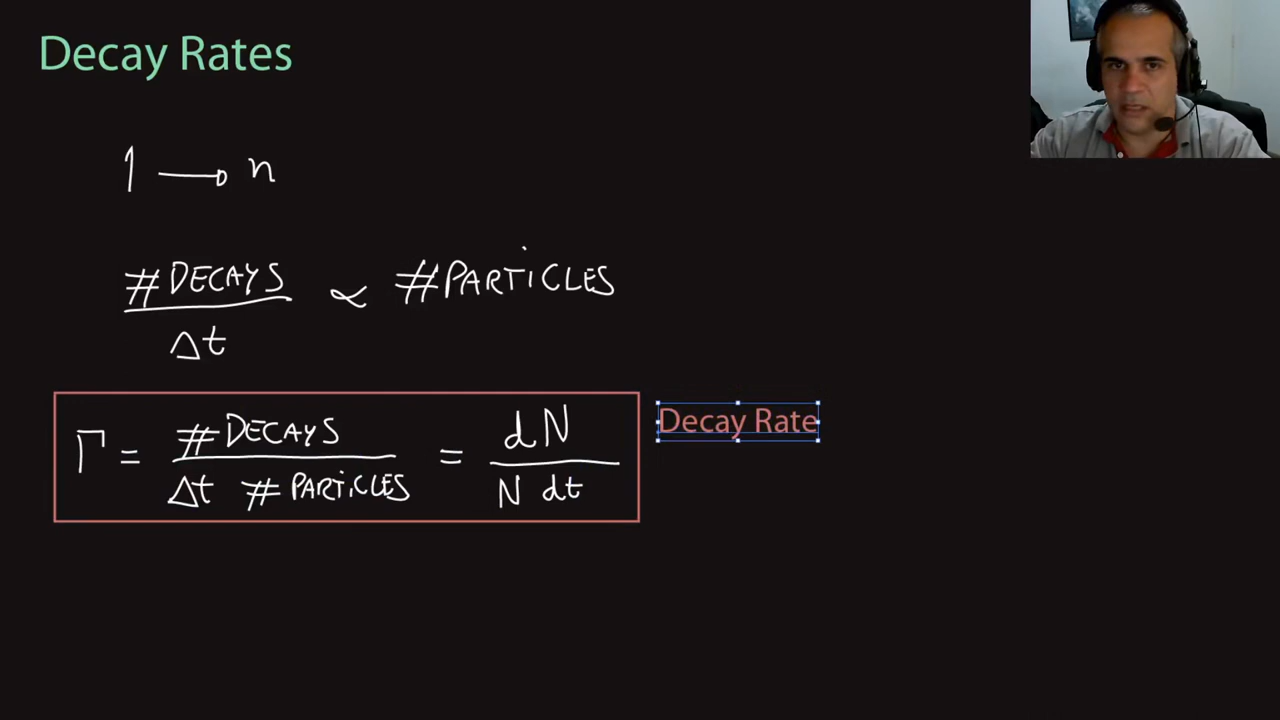 Decay Rates
1 → n
#DECAYS / Δt ∝ #PARTiCLES
Γ = #DECAYS / Δt #PARTiCLES = dN / N dt
Decay Rate